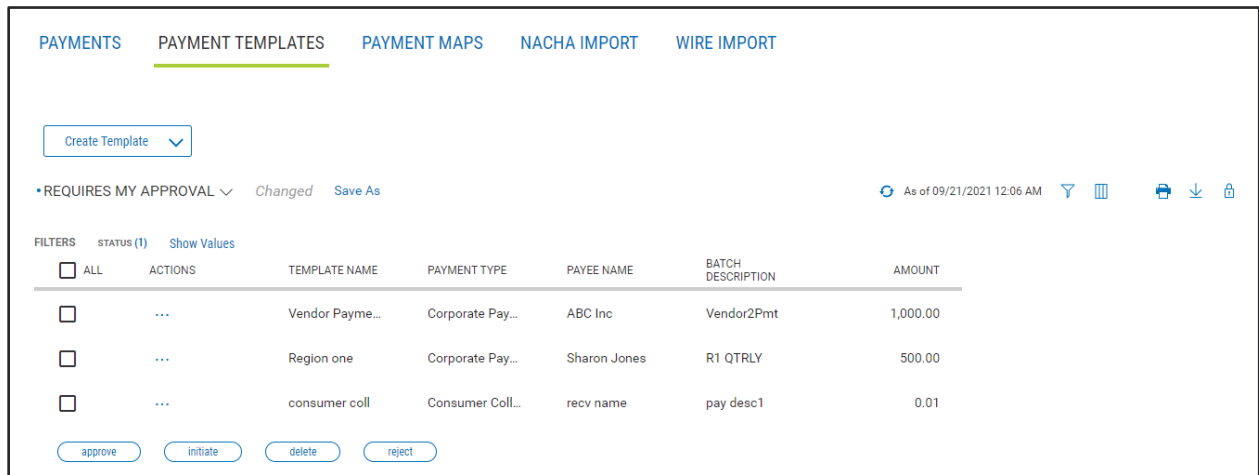 PAYMENTS PAYMENT TEMPLATES PAYMENT MAPS NACHA IMPORT WIRE IMPORT
Create Template
• REQUIRES MY APPROVAL Changed Save As As of 09/21/2021 12:06 AM
FILTERS STATUS (1) Show Values
ALL ACTIONS TEMPLATE NAME PAYMENT TYPE PAYEE NAME BATCH DESCRIPTION AMOUNT
... Vendor Payme... Corporate Pay... ABC Inc Vendor2Pmt 1,000.00
... Region one Corporate Pay... Sharon Jones R1 QTRLY 500.00
... consumer coll Consumer Coll... recv name pay desc1 0.01
approve initiate delete reject